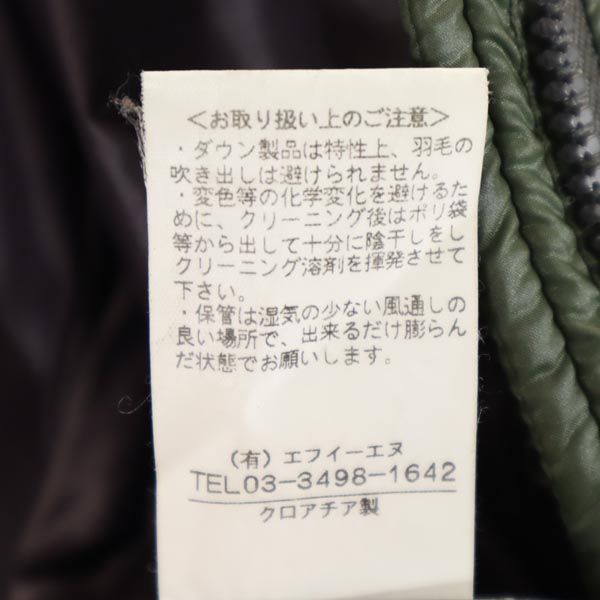 ＜お取り扱い上のご注意＞
・ダウン製品は特性上、羽毛の
吹き出しは避けられません。
・変色等の化学変化を避けるた
めに、クリーニング後はポリ袋
等から出して十分に陰干しをし
クリーニング溶剤を揮発させて
下さい。
・保管は湿気の少ない風通しの
良い場所で、出来るだけ膨らん
だ状態でお願いします。
（有）エフイーエヌ
TEL03-3498-1642
クロアチア製